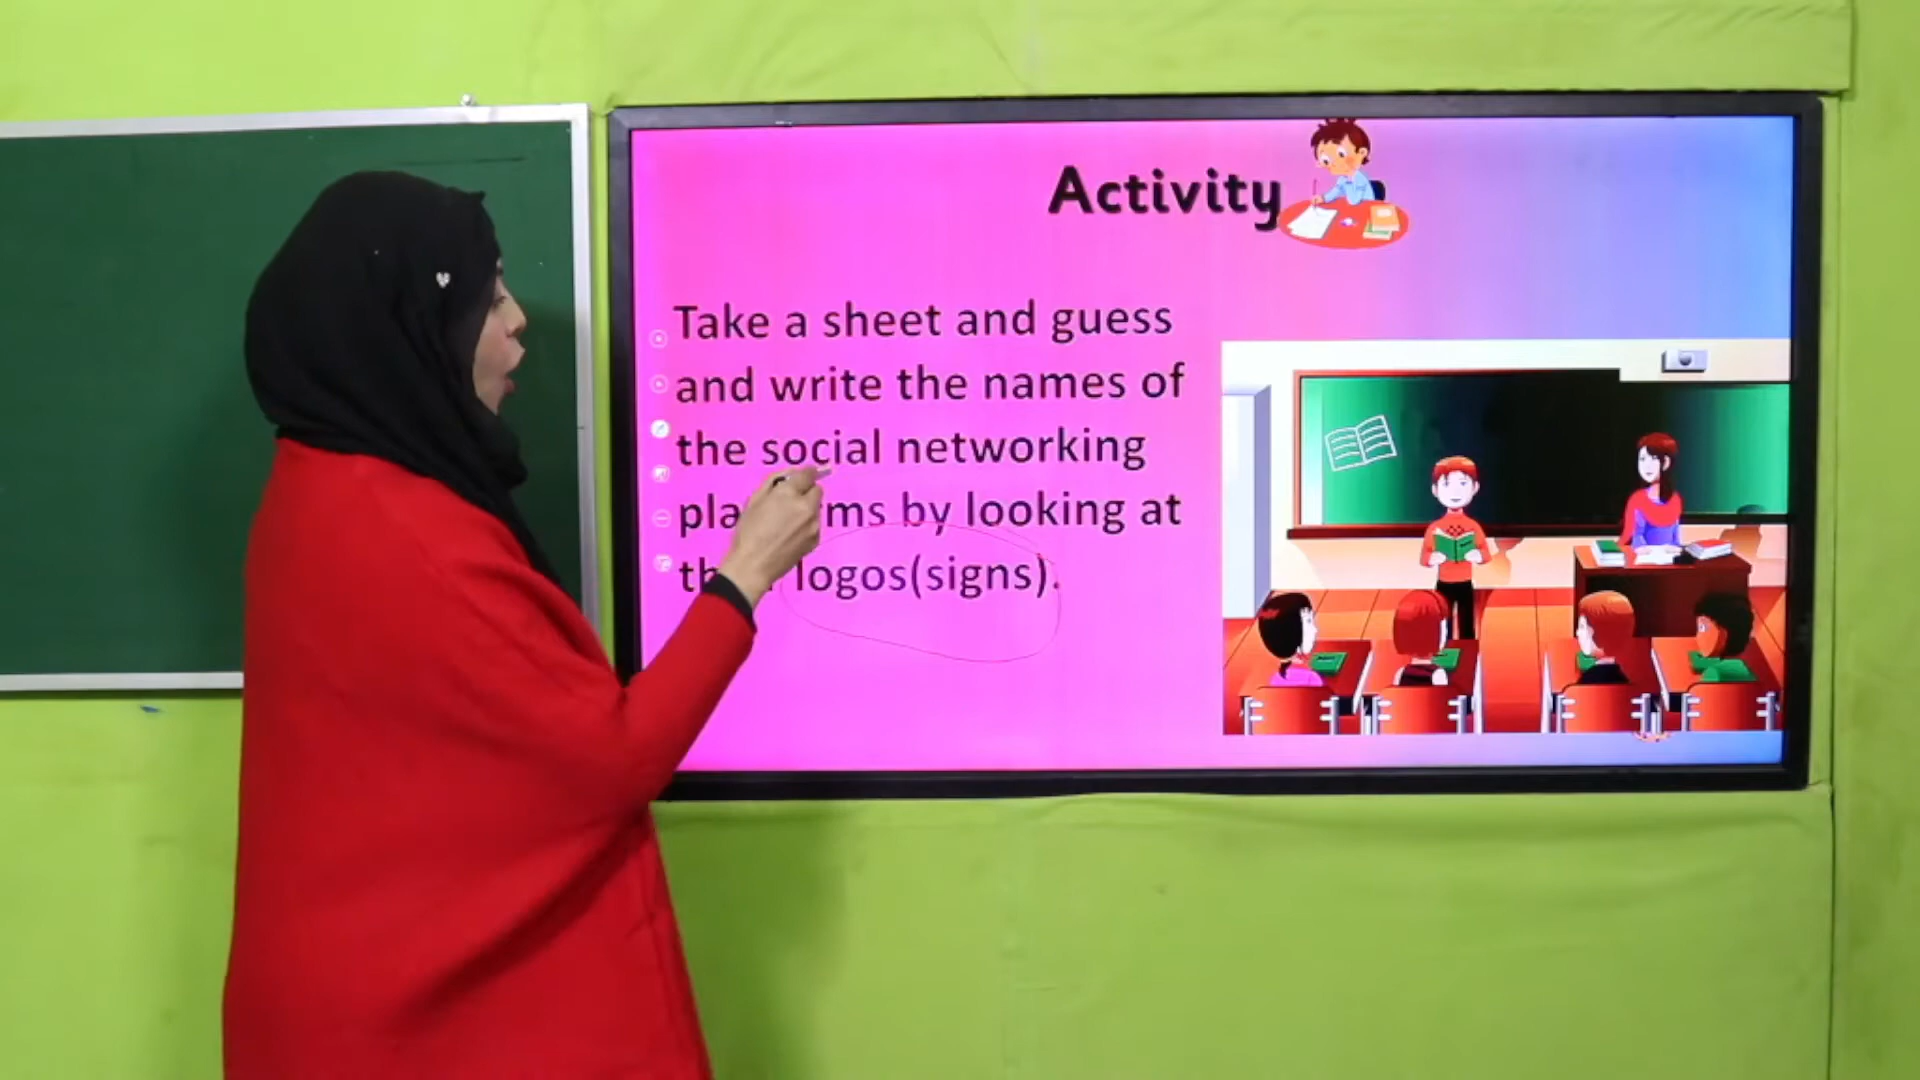 Activity
Take a sheet and guess
and write the names of
the social networking
by looking at
logos(signs).